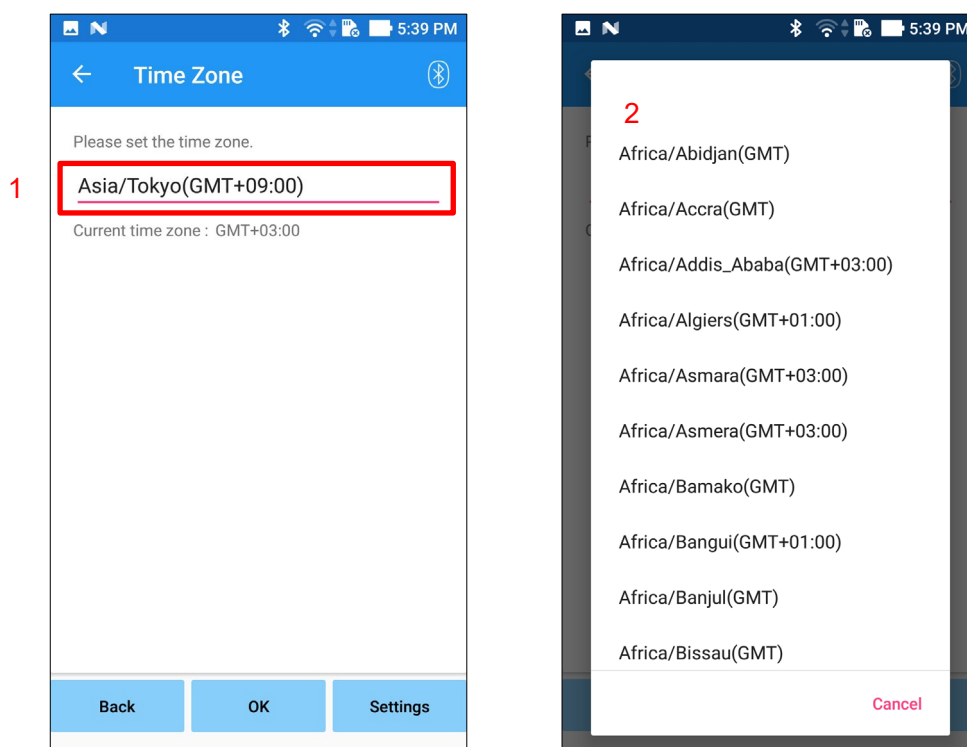 5:39 PM
Time Zone
Please set the time zone.
1
Asia/Tokyo(GMT+09:00)
Current time zone : GMT+03:00
Back
OK
Settings
5:39 PM
2
Africa/Abidjan(GMT)
Africa/Accra(GMT)
Africa/Addis_Ababa(GMT+03:00)
Africa/Algiers(GMT+01:00)
Africa/Asmara(GMT+03:00)
Africa/Asmera(GMT+03:00)
Africa/Bamako(GMT)
Africa/Bangui(GMT+01:00)
Africa/Banjul(GMT)
Africa/Bissau(GMT)
Cancel